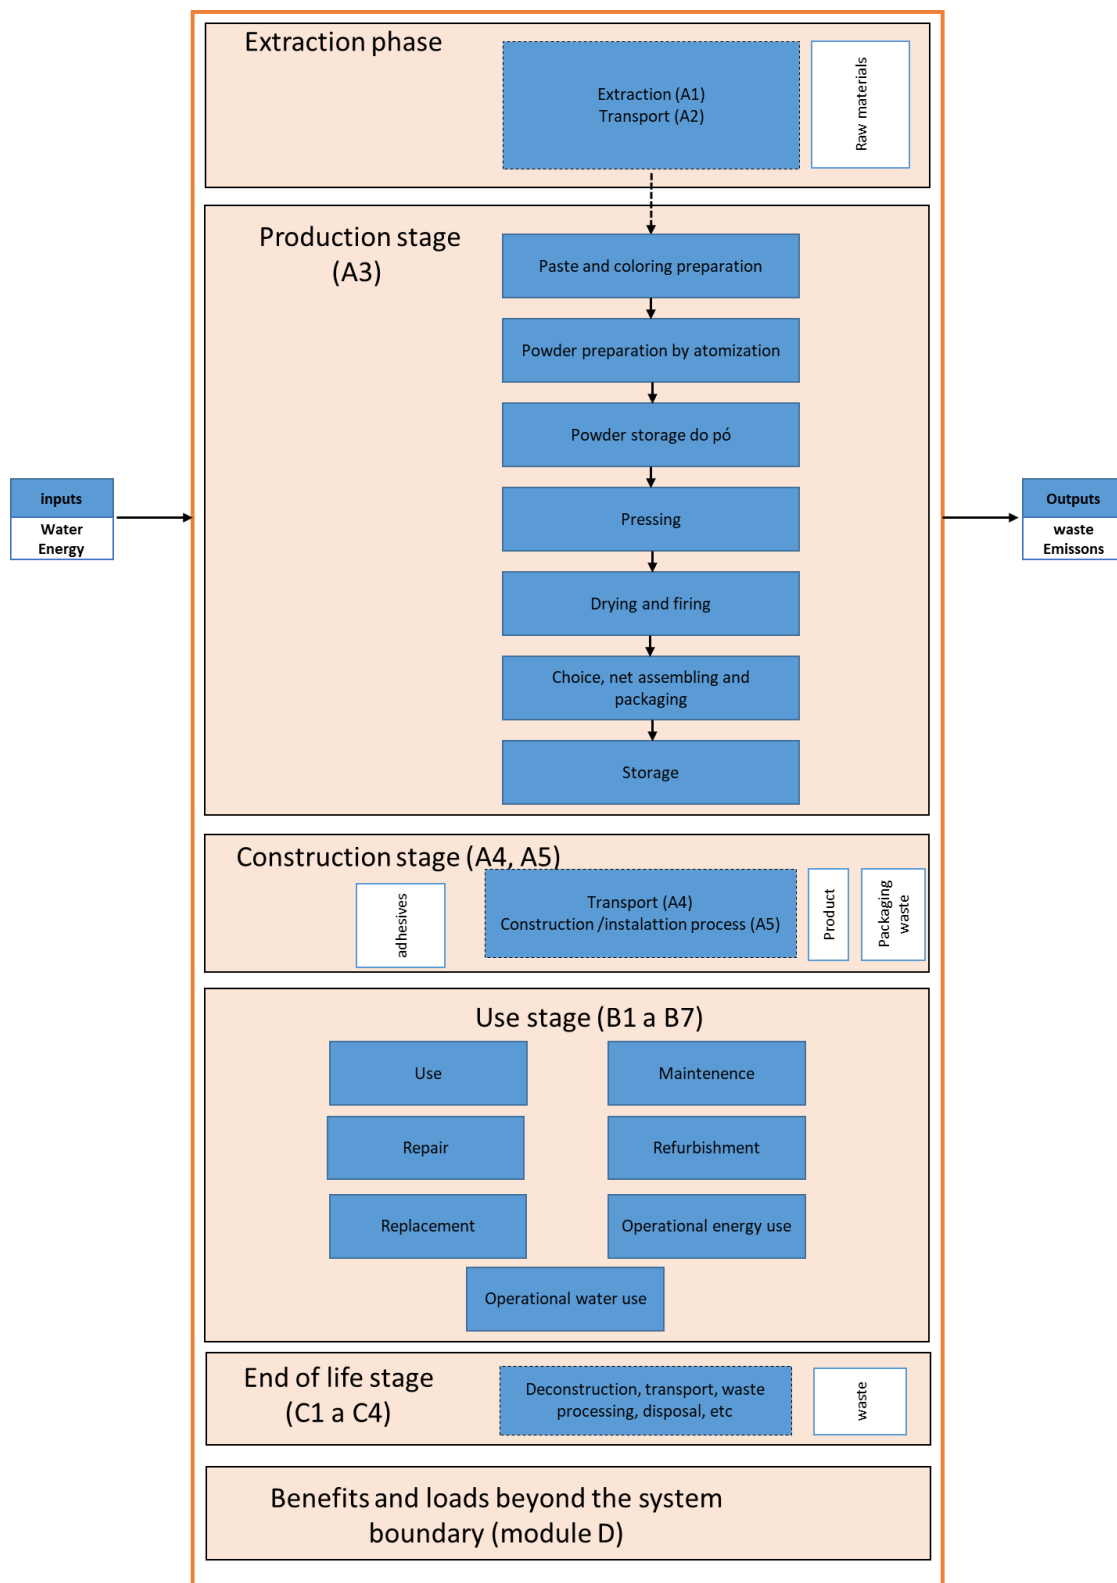 Extraction phase
Extraction (A1)
Transport (A2)
Raw materials
Production stage
(A3)
Paste and coloring preparation
Powder preparation by atomization
Powder storage do pó
Pressing
Drying and firing
Choice, net assembling and
packaging
Storage
inputs
Water
Energy
Outputs
waste
Emissons
Construction stage (A4, A5)
adhesives
Transport (A4)
Construction /instalattion process (A5)
Product
Packaging
waste
Use stage (B1 a B7)
Use
Maintenence
Repair
Refurbishment
Replacement
Operational energy use
Operational water use
End of life stage
(C1 a C4)
Deconstruction, transport, waste
processing, disposal, etc
waste
Benefits and loads beyond the system
boundary (module D)